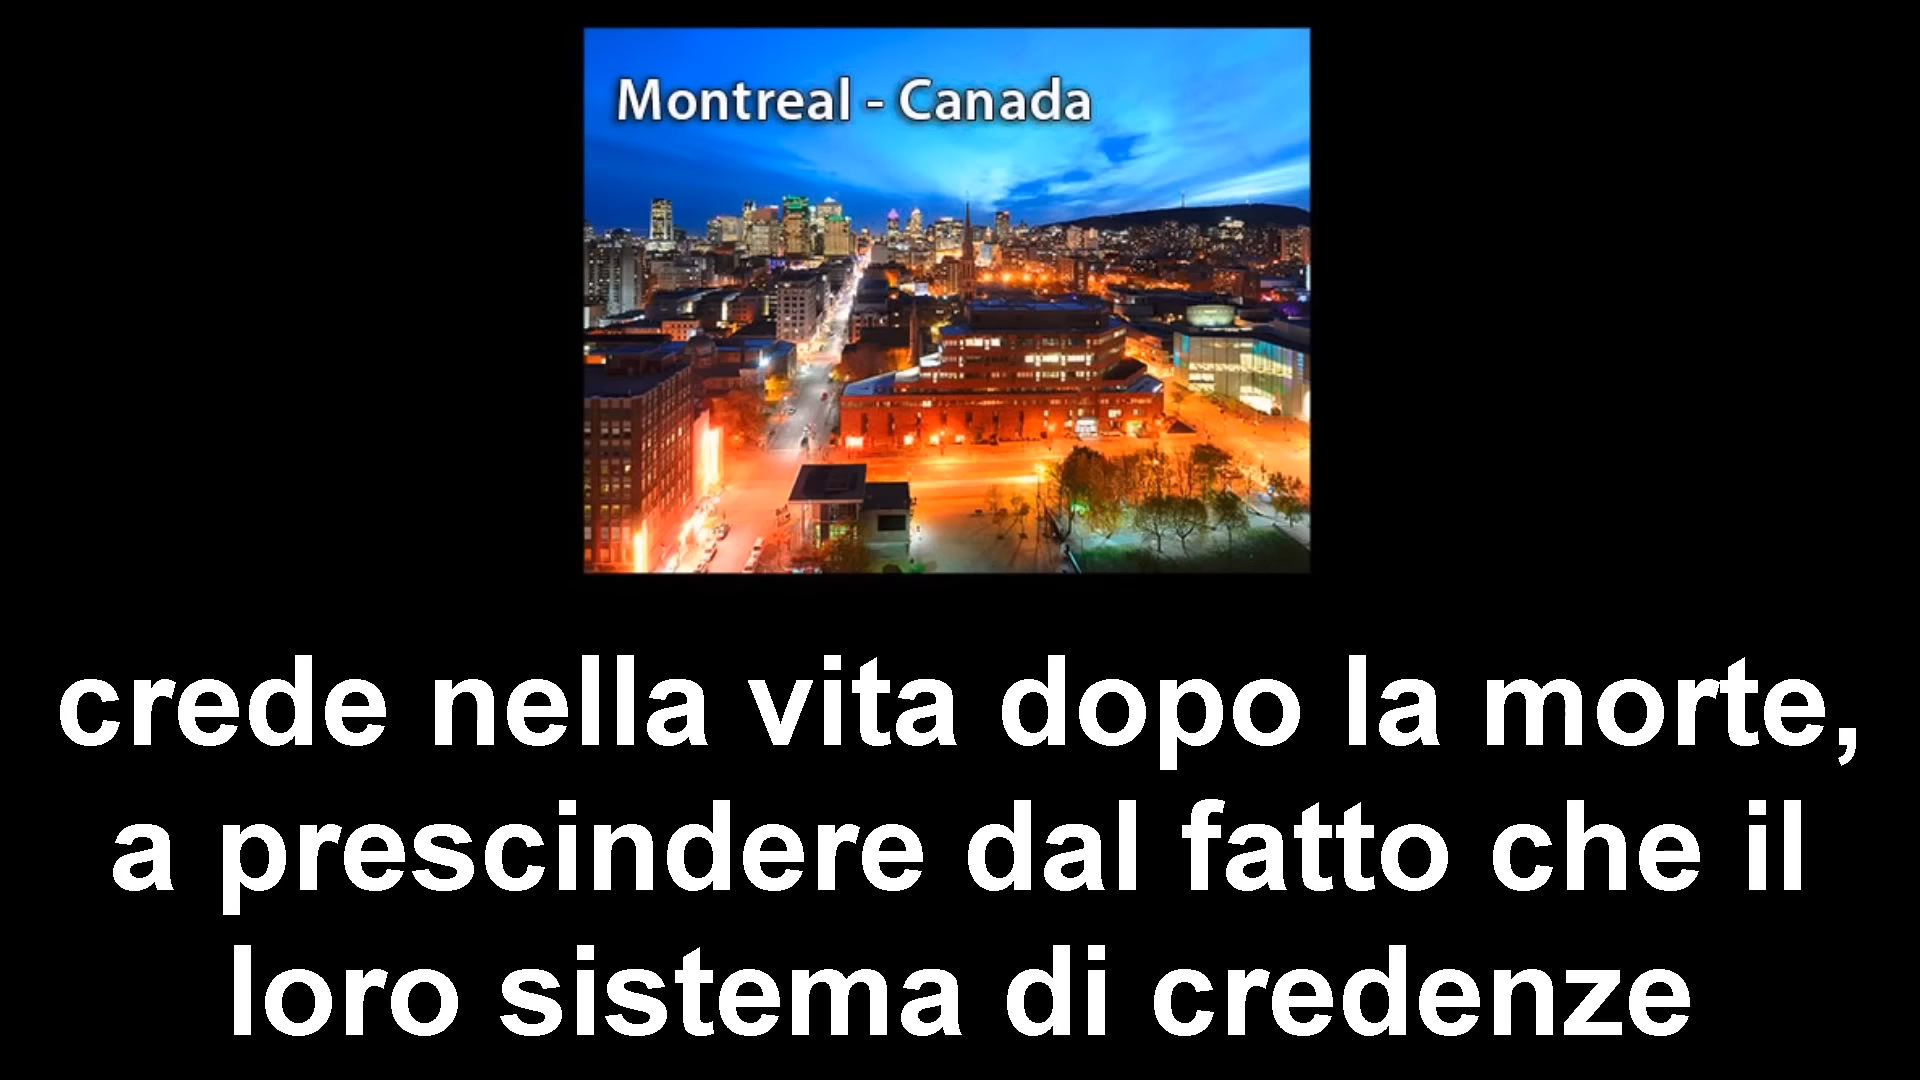 Montreal - Canada
crede nella vita dopo la morte,
a prescindere dal fatto che il
loro sistema di credenze